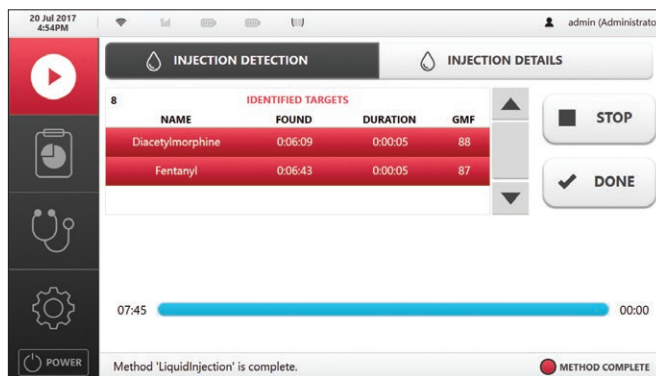 20 Jul 2017
4:54PM
admin (Administrato
INJECTION DETECTION
INJECTION DETAILS
8 IDENTIFIED TARGETS
NAME FOUND DURATION GMF
Diacetylmorphine 0:06:09 0:00:05 88
Fentanyl 0:06:43 0:00:05 87
STOP
DONE
07:45 00:00
POWER
Method 'LiquidInjection' is complete.
METHOD COMPLETE